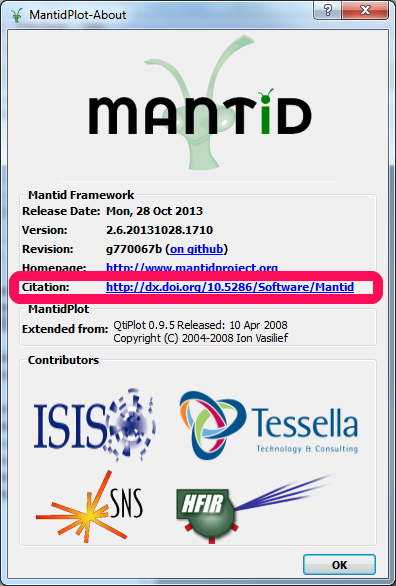 MantidPlot-About
MANTiD
Mantid Framework
Release Date: Mon, 28 Oct 2013
Version: 2.6.20131028.1710
Revision: g770067b (on github)
Homepage: http://www.mantidproject.org
Citation: http://dx.doi.org/10.5286/Software/Mantid
MantidPlot
Extended from: QtiPlot 0.9.5 Released: 10 Apr 2008
Copyright (C) 2004-2008 Ion Vasilief
Contributors
ISIS
Tessella
Technology & Consulting
SNS
HFIR
OK